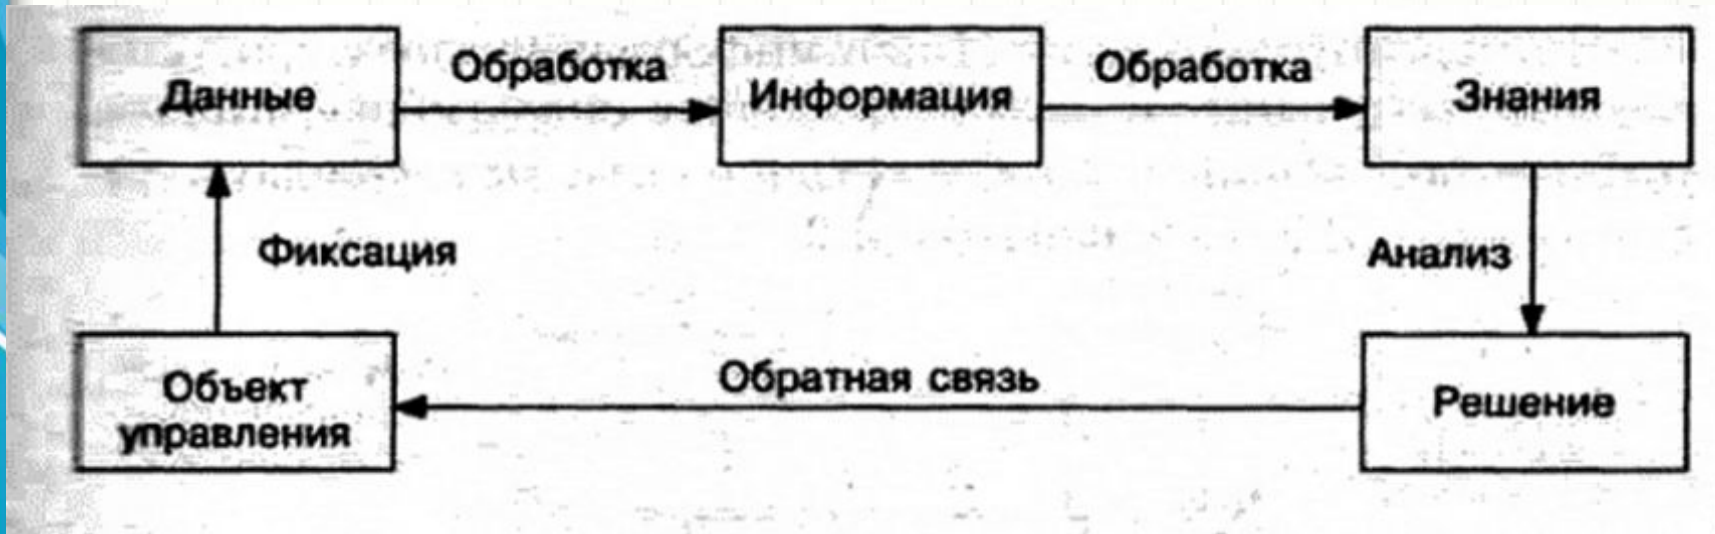 Данные
Обработка
Информация
Обработка
Знания
Фиксация
Анализ
Объект
управления
Обратная связь
Решение